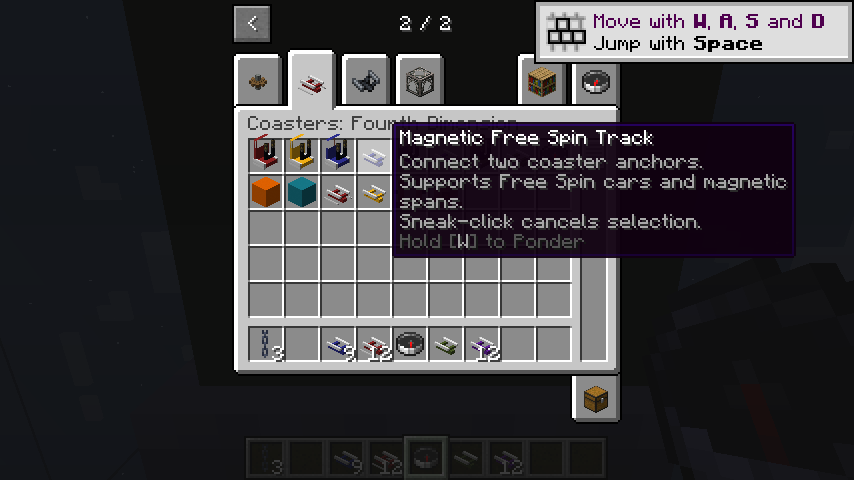 2 / 2
Move with W, A, S and D
Jump with Space
Coasters: Fourth Dimension
Magnetic Free Spin Track
Connect two coaster anchors.
Supports Free Spin cars and magnetic
spans.
Sneak-click cancels selection.
Hold [W] to Ponder
3
9
12
12
3
9
12
12